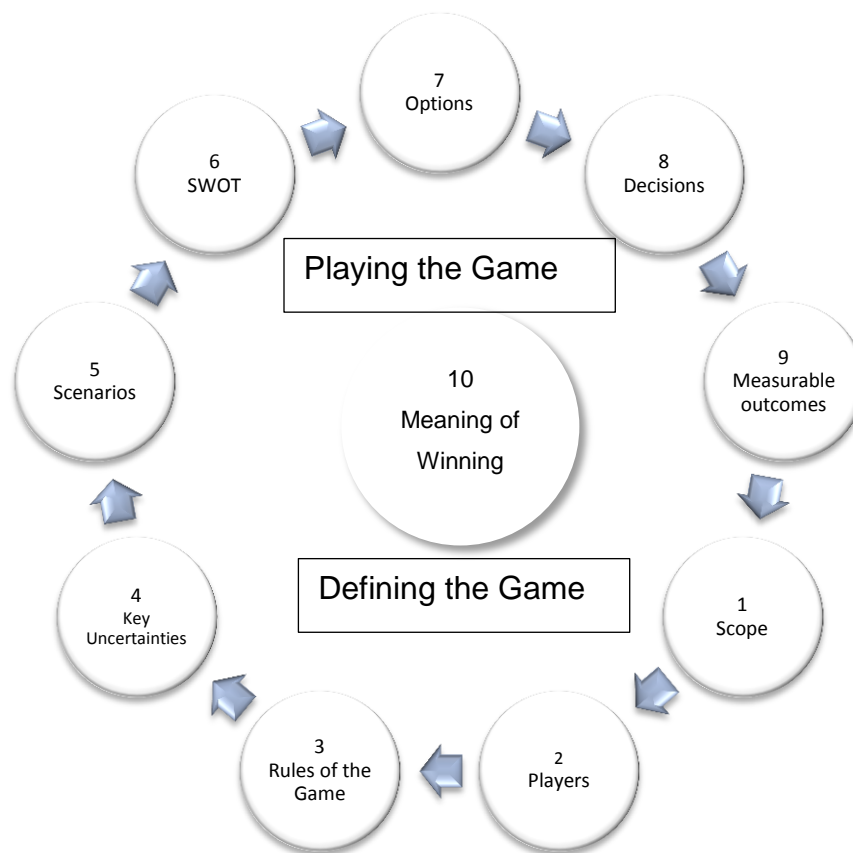 7
Options
6
SWOT
8
Decisions
Playing the Game
5
Scenarios
9
Measurable
outcomes
10
Meaning of
Winning
Defining the Game
4
Key
Uncertainties
1
Scope
3
Rules of the
Game
2
Players